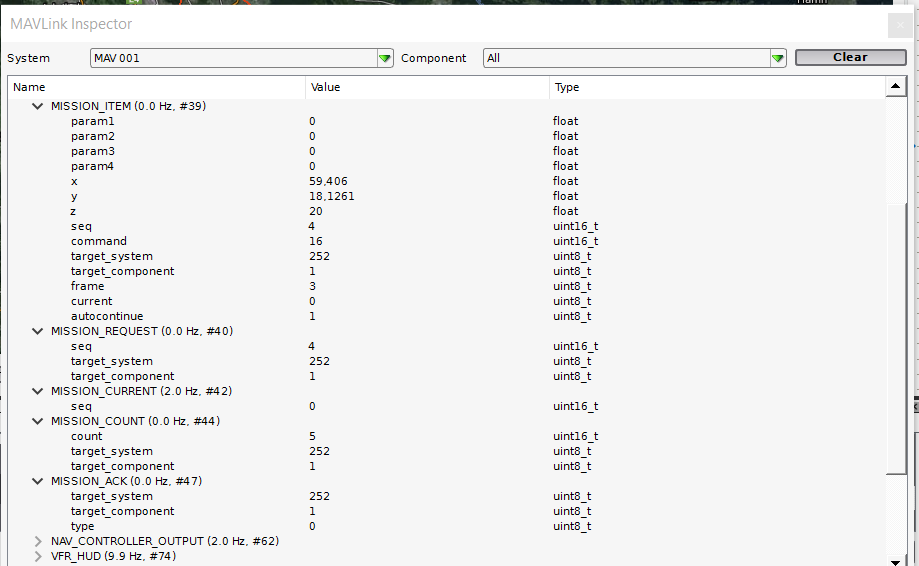 MAVLink Inspector
System MAV 001 Component All Clear
Name Value Type
MISSION_ITEM (0.0 Hz, #39)
param1 0 float
param2 0 float
param3 0 float
param4 0 float
x 59,406 float
y 18,1261 float
z 20 float
seq 4 uint16_t
command 16 uint16_t
target_system 252 uint8_t
target_component 1 uint8_t
frame 3 uint8_t
current 0 uint8_t
autocontinue 1 uint8_t
MISSION_REQUEST (0.0 Hz, #40)
seq 4 uint16_t
target_system 252 uint8_t
target_component 1 uint8_t
MISSION_CURRENT (2.0 Hz, #42)
seq 0 uint16_t
MISSION_COUNT (0.0 Hz, #44)
count 5 uint16_t
target_system 252 uint8_t
target_component 1 uint8_t
MISSION_ACK (0.0 Hz, #47)
target_system 252 uint8_t
target_component 1 uint8_t
type 0 uint8_t
NAV_CONTROLLER_OUTPUT (2.0 Hz, #62)
VFR_HUD (9.9 Hz, #74)